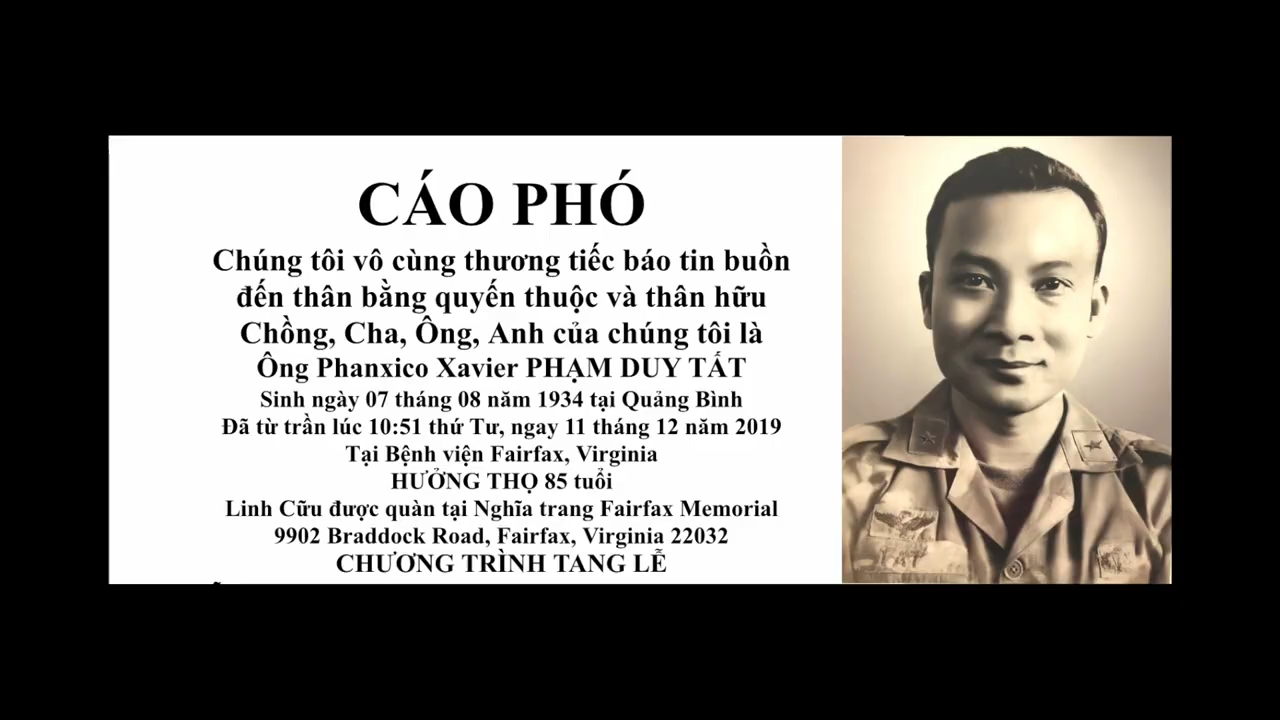 CÁO PHÓ
Chúng tôi vô cùng thương tiếc báo tin buồn
đến thân bằng quyến thuộc và thân hữu
Chồng, Cha, Ông, Anh của chúng tôi là
Ông Phanxico Xavier PHẠM DUY TẤT
Sinh ngày 07 tháng 08 năm 1934 tại Quảng Bình
Đã từ trần lúc 10:51 thứ Tư, ngay 11 tháng 12 năm 2019
Tại Bệnh viện Fairfax, Virginia
HƯỞNG THỌ 85 tuổi
Linh Cữu được quàn tại Nghĩa trang Fairfax Memorial
9902 Braddock Road, Fairfax, Virginia 22032
CHƯƠNG TRÌNH TANG LỄ